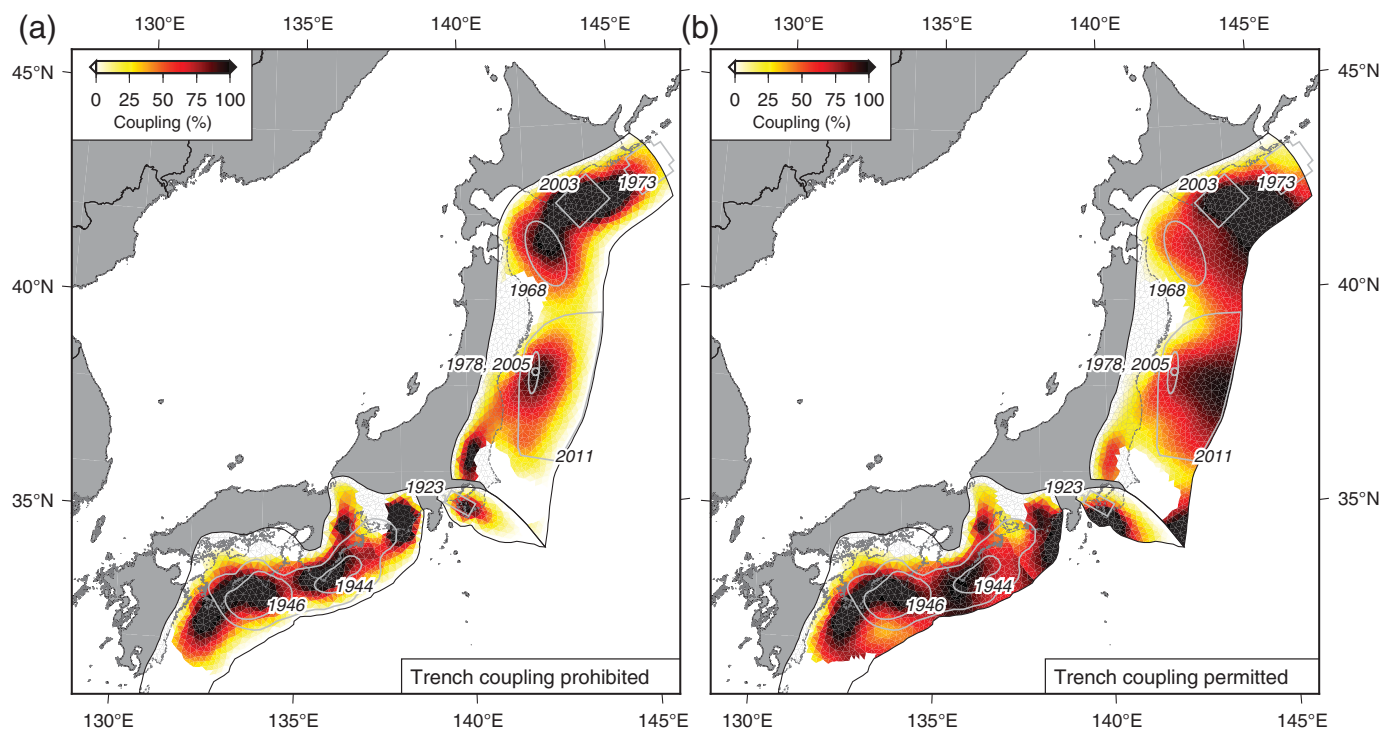 (a)
130°E 135°E 140°E 145°E
45°N
40°N
35°N
0 25 50 75 100
Coupling (%)
2003
1973
1968
1978, 2005
2011
1923
1944
1946
Trench coupling prohibited
130°E 135°E 140°E 145°E
(b)
130°E 135°E 140°E 145°E
45°N
40°N
35°N
0 25 50 75 100
Coupling (%)
2003
1973
1968
1978, 2005
2011
1923
1944
1946
Trench coupling permitted
130°E 135°E 140°E 145°E